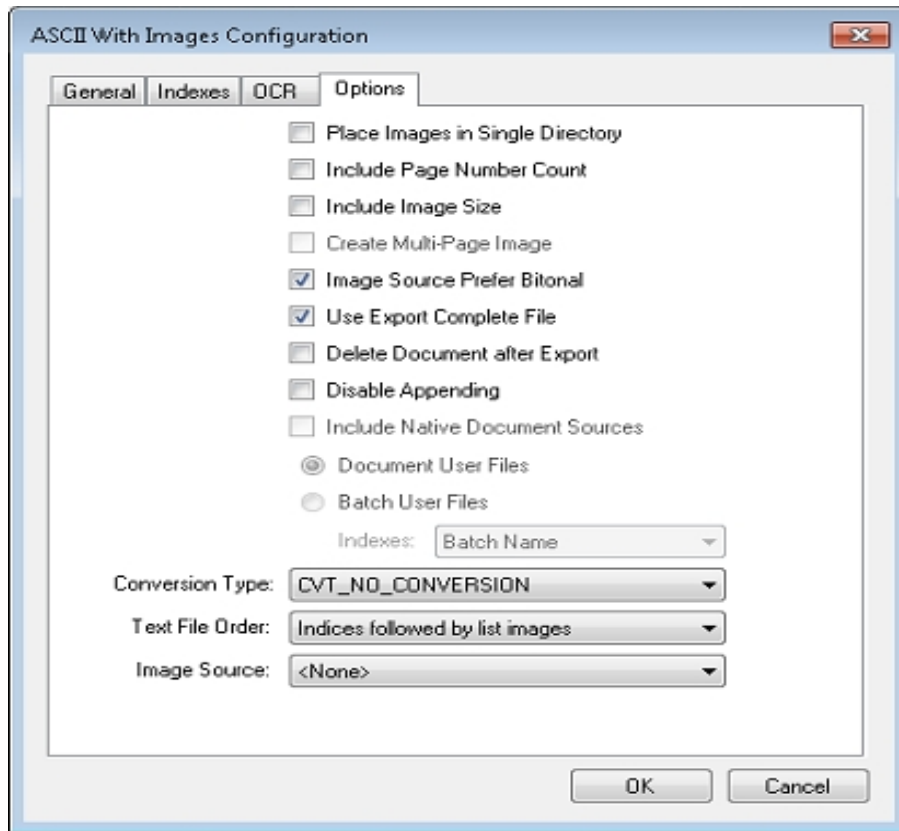 ASCII With Images Configuration
General Indexes OCR Options
Place Images in Single Directory
Include Page Number Count
Include Image Size
Create Multi-Page Image
Image Source Prefer Bitonal
Use Export Complete File
Delete Document after Export
Disable Appending
Include Native Document Sources
Document User Files
Batch User Files
Indexes: Batch Name
Conversion Type: CVT_NO_CONVERSION
Text File Order: Indices followed by list images
Image Source: <None>
OK Cancel